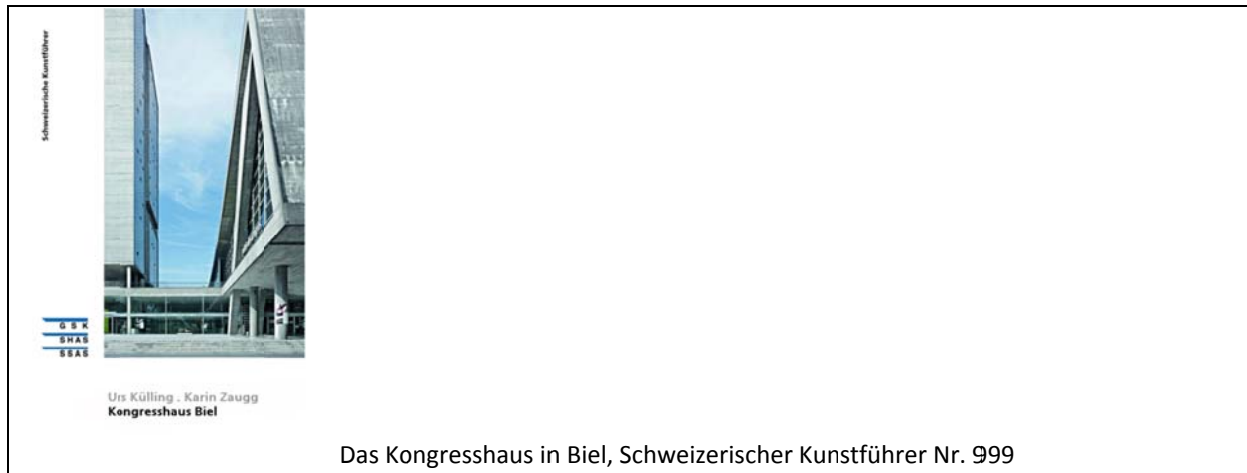 Schweizerische Kunstführer
G S K
SHAS
SSAS
Urs Külling . Karin Zaugg
Kongresshaus Biel
Das Kongresshaus in Biel, Schweizerischer Kunstführer Nr. 999